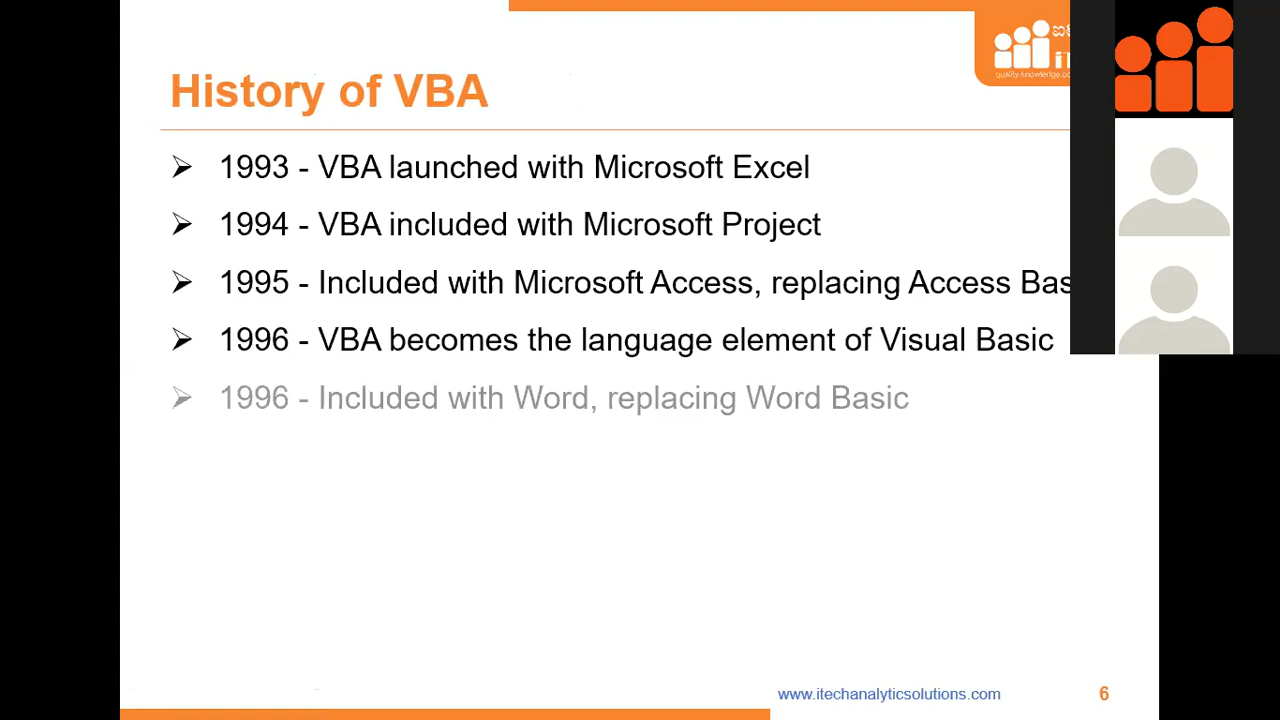 History of VBA
➢ 1993 - VBA launched with Microsoft Excel
➢ 1994 - VBA included with Microsoft Project
➢ 1995 - Included with Microsoft Access, replacing Access Bas
➢ 1996 - VBA becomes the language element of Visual Basic
➢ 1996 - Included with Word, replacing Word Basic
www.itechanalyticsolutions.com
6